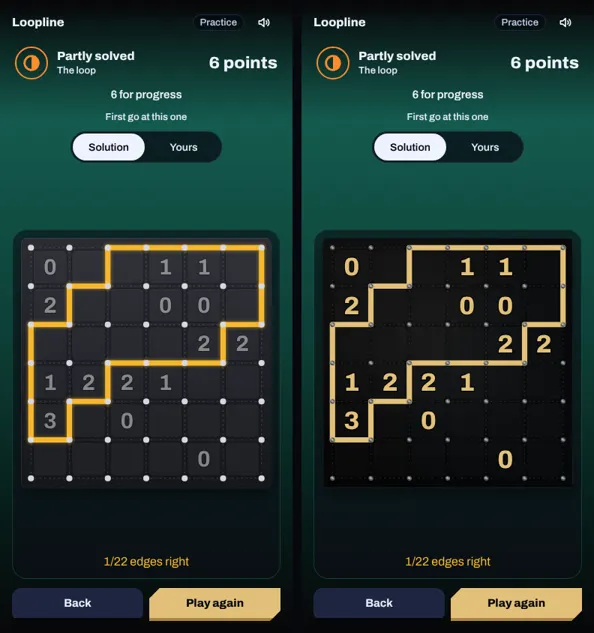 Loopline Practice
Partly solved
The loop
6 points
6 for progress
First go at this one
Solution Yours
0 1 1
2 0 0
2 2
1 2 2 1
3 0
0
1/22 edges right
Back Play again
Loopline Practice
Partly solved
The loop
6 points
6 for progress
First go at this one
Solution Yours
0 1 1
2 0 0
2 2
1 2 2 1
3 0
0
1/22 edges right
Back Play again